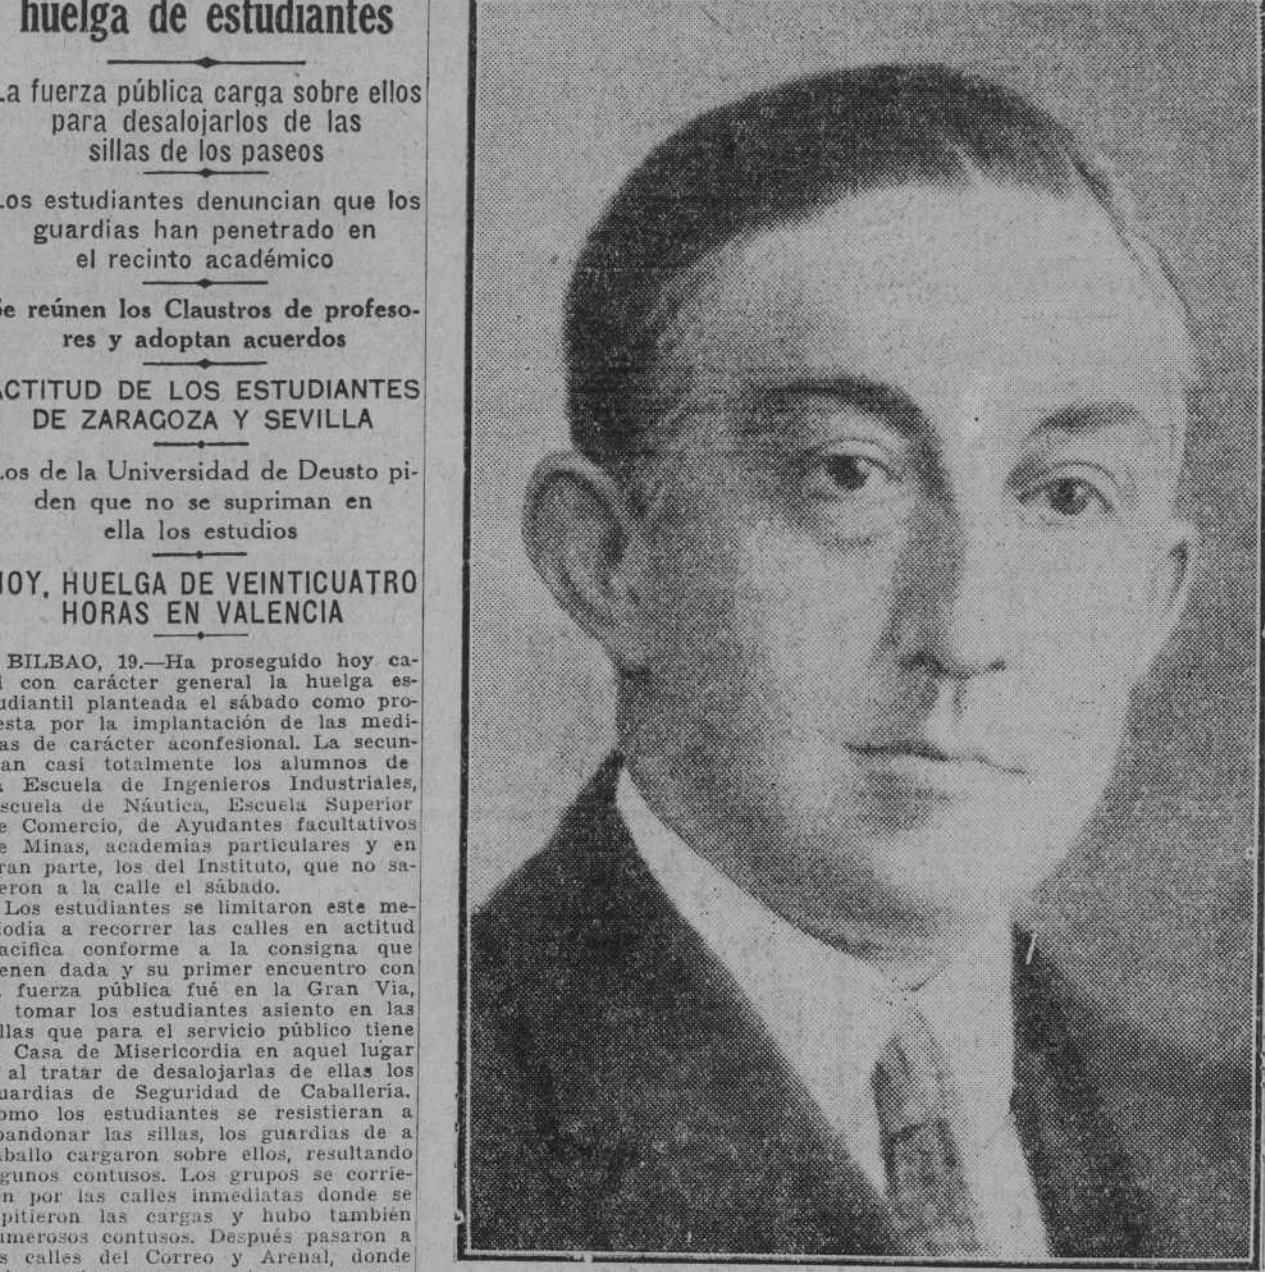 huelga de estudiantes
La fuerza pública carga sobre ellos
para desalojarlos de las
sillas de los paseos
Los estudiantes denuncian que los
guardias han penetrado en
el recinto académico
Se reúnen los Claustros de profeso-
res y adoptan acuerdos
ACTITUD DE LOS ESTUDIANTES
DE ZARAGOZA Y SEVILLA
Los de la Universidad de Deusto pi-
den que no se supriman en
ella los estudios
HOY, HUELGA DE VEINTICUATRO
HORAS EN VALENCIA
BILBAO, 19.—Ha proseguido hoy ca-
i con carácter general la huelga es-
udiantil planteada el sábado como pro-
esta por la implantación de las medi-
as de carácter aconfesional. La secun-
an casi totalmente los alumnos de
a Escuela de Ingenieros Industriales,
scuela de Náutica, Escuela Superior
e Comercio, de Ayudantes facultativos
e Minas, academias particulares y en
ran parte, los del Instituto, que no sa-
eron a la calle el sábado.
Los estudiantes se limitaron este me-
iodia a recorrer las calles en actitud
acifica conforme a la consigna que
enen dada y su primer encuentro con
fuerza pública fué en la Gran Via,
tomar los estudiantes asiento en las
llas que para el servicio público tiene
Casa de Misericordia en aquel lugar
al tratar de desalojarlas de ellas los
uardias de Seguridad de Caballería.
omo los estudiantes se resistieran a
bandonar las sillas, los guardias de a
aballo cargaron sobre ellos, resultando
gunos contusos. Los grupos se corrie-
n por las calles inmediatas donde se
pitieron las cargas y hubo también
umerosos contusos. Después pasaron a
s calles del Correo y Arenal, donde